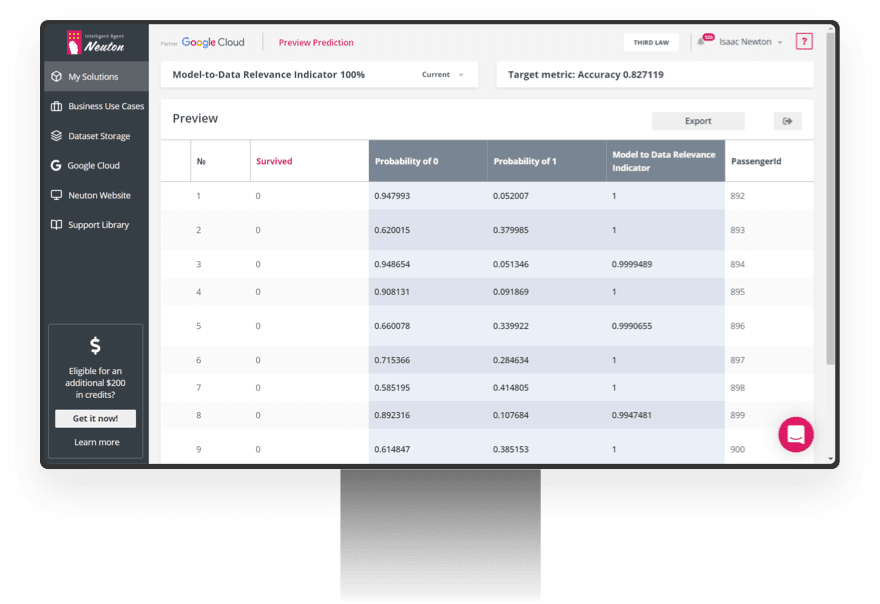 Intelligent Agent
Neuton
Partner Google Cloud
Preview Prediction
THIRD LAW
Isaac Newton
?
My Solutions
Business Use Cases
Dataset Storage
Google Cloud
Neuton Website
Support Library
$
Eligible for an
additional $200
in credits?
Get it now!
Learn more
Model-to-Data Relevance Indicator 100%
Current
Target metric: Accuracy 0.827119
Preview
Export
№ Survived Probability of 0 Probability of 1 Model to Data Relevance Indicator PassengerId
1 0 0.947993 0.052007 1 892
2 0 0.620015 0.379985 1 893
3 0 0.948654 0.051346 0.9999489 894
4 0 0.908131 0.091869 1 895
5 0 0.660078 0.339922 0.9990655 896
6 0 0.715366 0.284634 1 897
7 0 0.585195 0.414805 1 898
8 0 0.892316 0.107684 0.9947481 899
9 0 0.614847 0.385153 1 900